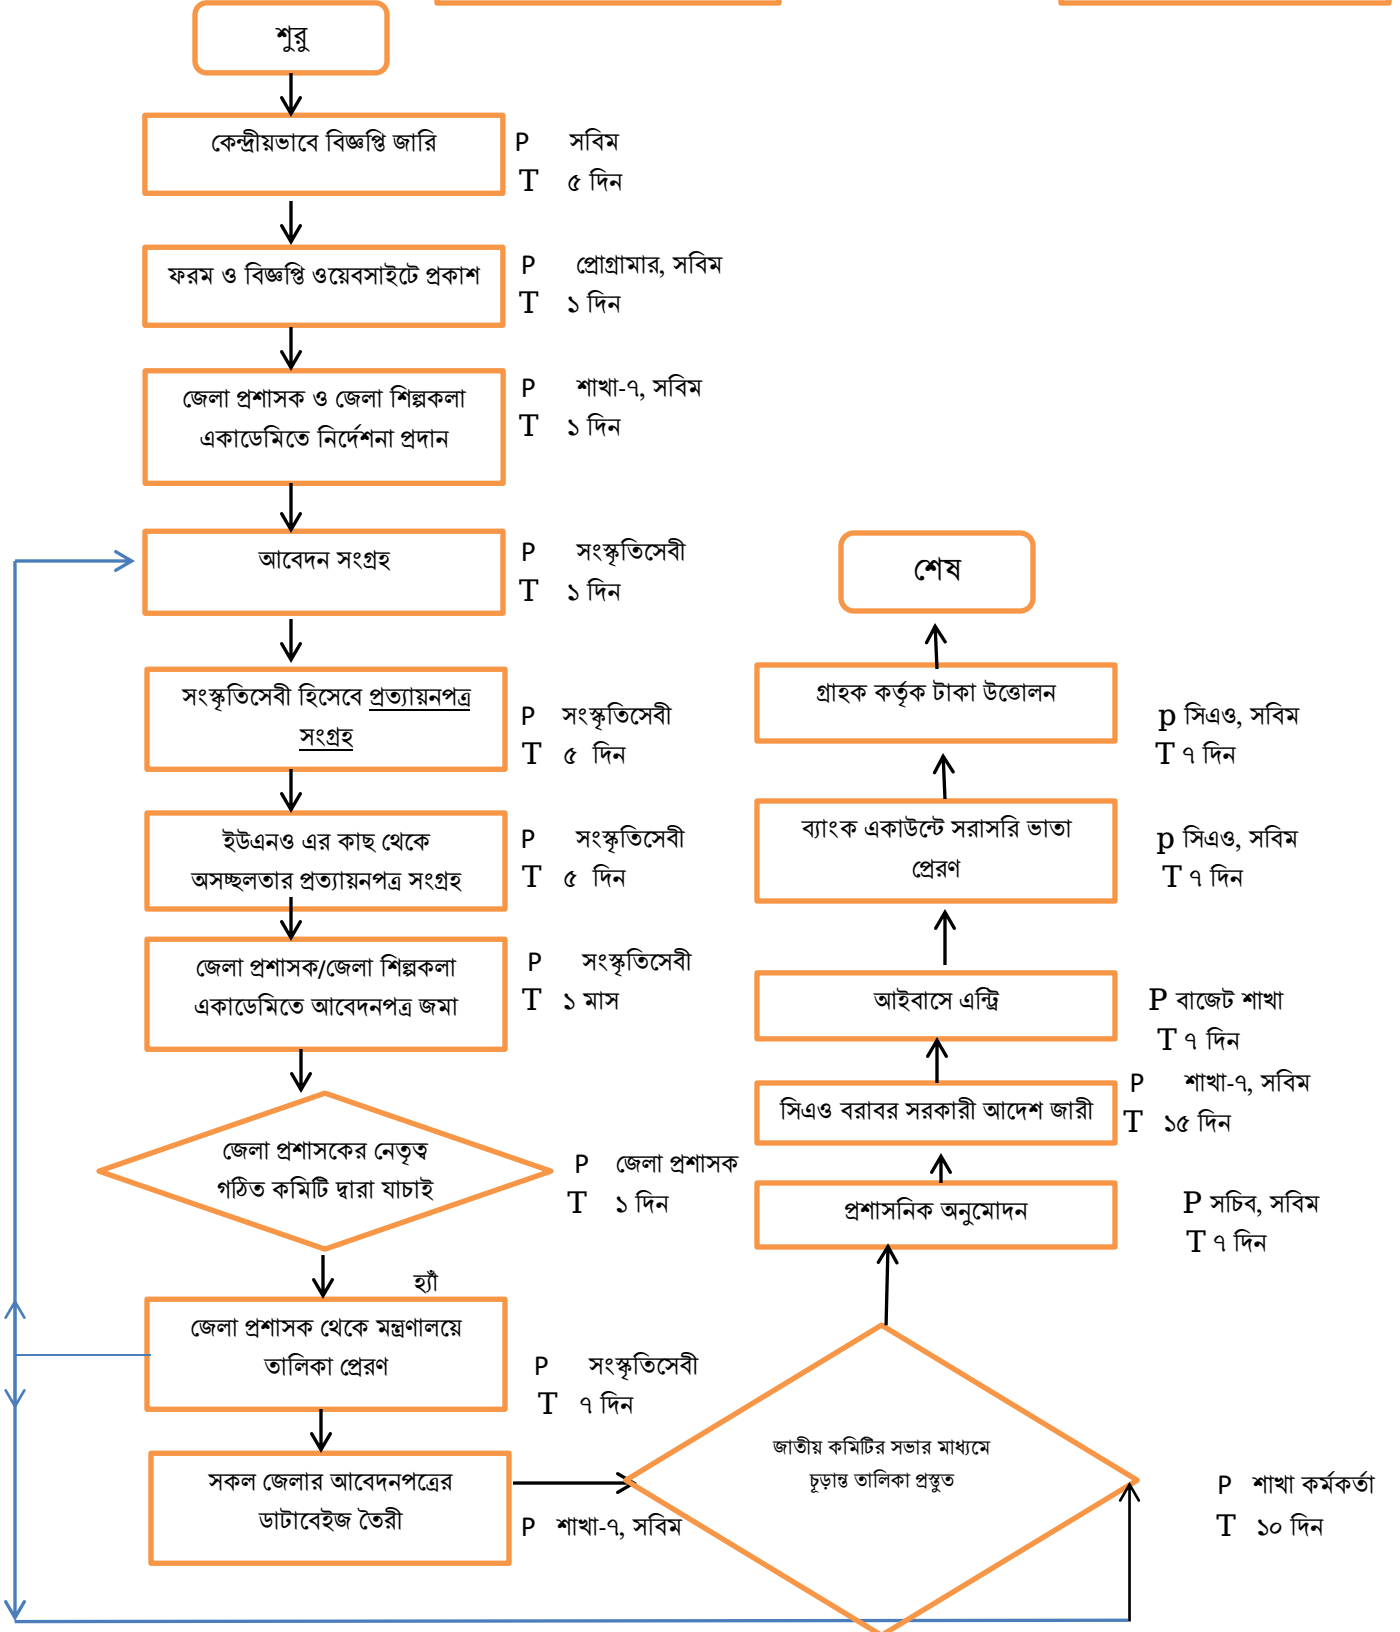 শুরু
কেন্দ্রীয়ভাবে বিজ্ঞপ্তি জারি
P সবিম
T ৫ দিন
ফরম ও বিজ্ঞপ্তি ওয়েবসাইটে প্রকাশ
P প্রোগ্রামার, সবিম
T ১ দিন
জেলা প্রশাসক ও জেলা শিল্পকলা
একাডেমিতে নির্দেশনা প্রদান
P শাখা-৭, সবিম
T ১ দিন
আবেদন সংগ্রহ
P সংস্কৃতিসেবী
T ১ দিন
সংস্কৃতিসেবী হিসেবে প্রত্যায়নপত্র
সংগ্রহ
P সংস্কৃতিসেবী
T ৫ দিন
ইউএনও এর কাছ থেকে
অসচ্ছলতার প্রত্যায়নপত্র সংগ্রহ
P সংস্কৃতিসেবী
T ৫ দিন
জেলা প্রশাসক/জেলা শিল্পকলা
একাডেমিতে আবেদনপত্র জমা
P সংস্কৃতিসেবী
T ১ মাস
জেলা প্রশাসকের নেতৃত্ব
গঠিত কমিটি দ্বারা যাচাই
P জেলা প্রশাসক
T ১ দিন
হ্যাঁ
জেলা প্রশাসক থেকে মন্ত্রণালয়ে
তালিকা প্রেরণ
P সংস্কৃতিসেবী
T ৭ দিন
সকল জেলার আবেদনপত্রের
ডাটাবেইজ তৈরী
P শাখা-৭, সবিম
জাতীয় কমিটির সভার মাধ্যমে
চূড়ান্ত তালিকা প্রস্তুত
P শাখা কর্মকর্তা
T ১০ দিন
প্রশাসনিক অনুমোদন
P সচিব, সবিম
T ৭ দিন
সিএও বরাবর সরকারী আদেশ জারী
P শাখা-৭, সবিম
T ১৫ দিন
আইবাসে এন্ট্রি
P বাজেট শাখা
T ৭ দিন
ব্যাংক একাউন্টে সরাসরি ভাতা
প্রেরণ
p সিএও, সবিম
T ৭ দিন
গ্রাহক কর্তৃক টাকা উত্তোলন
p সিএও, সবিম
T ৭ দিন
শেষ